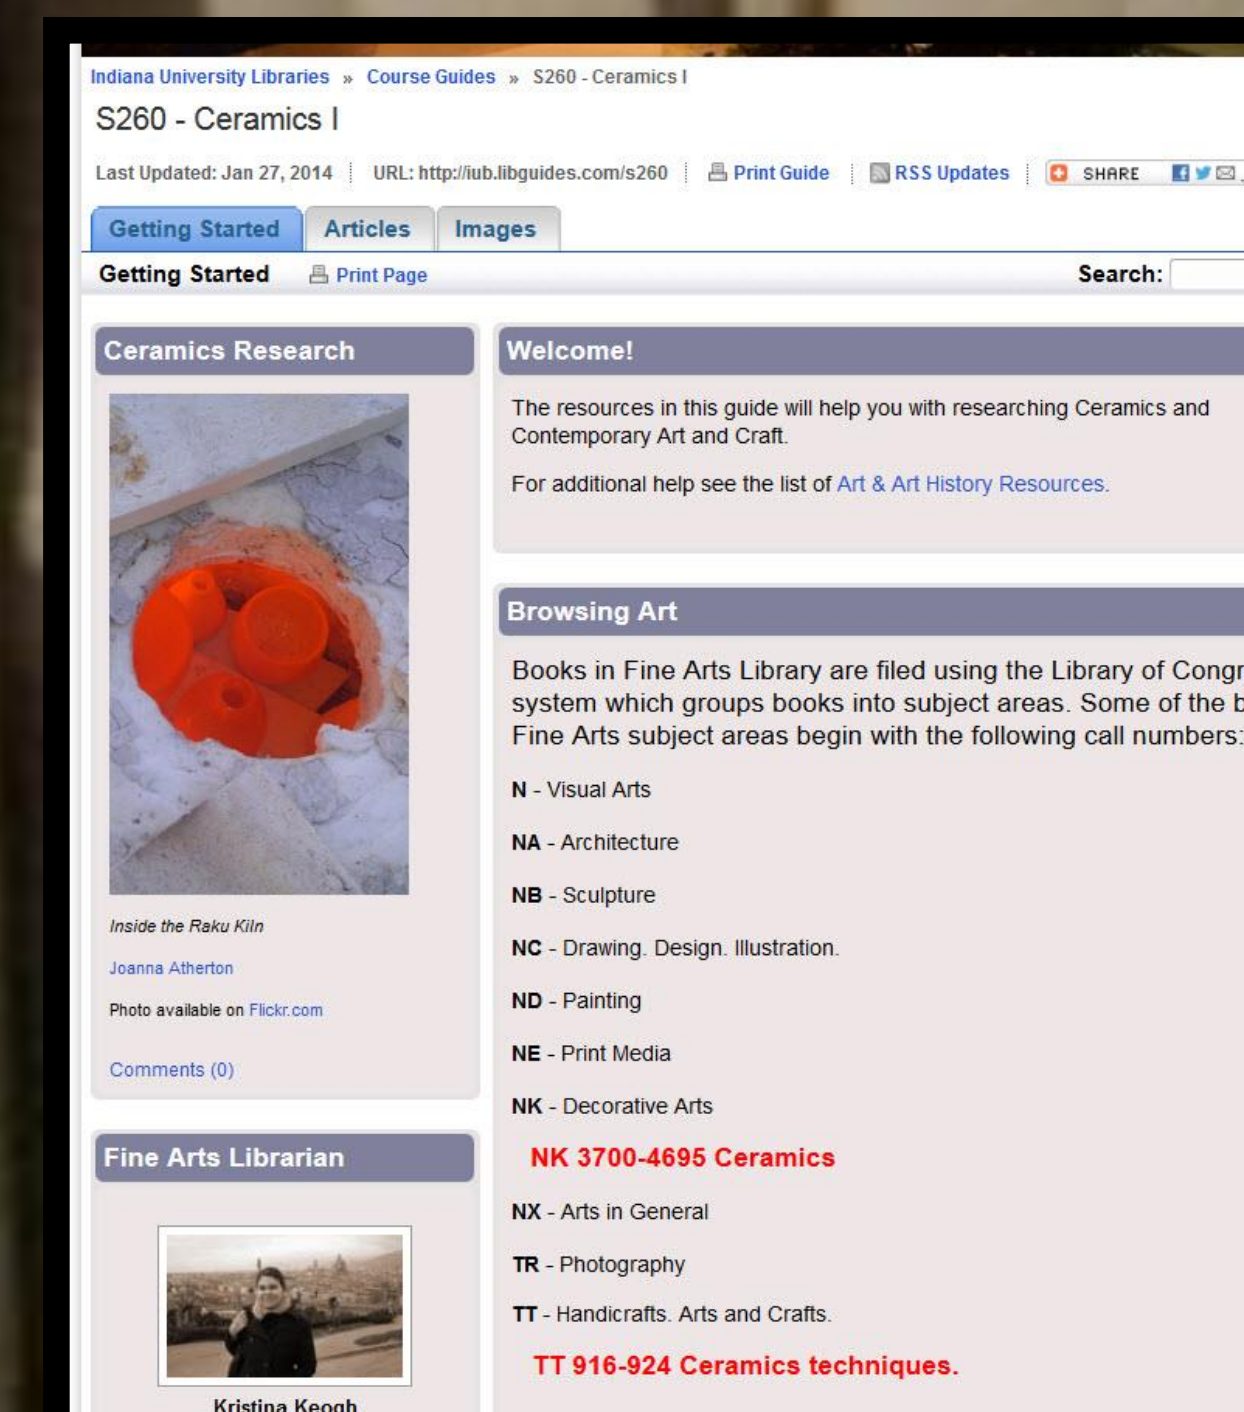 Indiana University Libraries » Course Guides » S260 - Ceramics I
S260 - Ceramics I
Last Updated: Jan 27, 2014 URL: http://iub.libguides.com/s260 Print Guide RSS Updates SHARE
Getting Started Articles Images
Getting Started Print Page Search:
Ceramics Research
Inside the Raku Kiln
Joanna Atherton
Photo available on Flickr.com
Comments (0)
Fine Arts Librarian
Kristina Keogh
Welcome!
The resources in this guide will help you with researching Ceramics and
Contemporary Art and Craft.
For additional help see the list of Art & Art History Resources.
Browsing Art
Books in Fine Arts Library are filed using the Library of Congr
system which groups books into subject areas. Some of the b
Fine Arts subject areas begin with the following call numbers:
N - Visual Arts
NA - Architecture
NB - Sculpture
NC - Drawing. Design. Illustration.
ND - Painting
NE - Print Media
NK - Decorative Arts
NK 3700-4695 Ceramics
NX - Arts in General
TR - Photography
TT - Handicrafts. Arts and Crafts.
TT 916-924 Ceramics techniques.